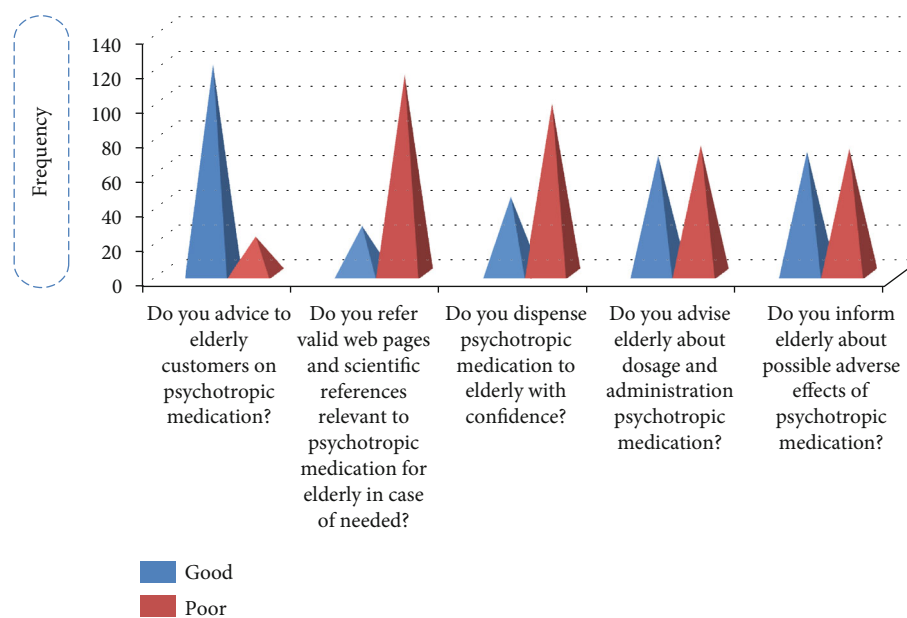 Frequency
140
120
100
80
60
40
20
0
Do you advice to
elderly
customers on
psychotropic
medication?
Do you refer
valid web pages
and scientific
references
relevant to
psychotropic
medication for
elderly in case
of needed?
Do you dispense
psychotropic
medication to
elderly with
confidence?
Do you advise
elderly about
dosage and
administration
psychotropic
medication?
Do you inform
elderly about
possible adverse
effects of
psychotropic
medication?
Good
Poor